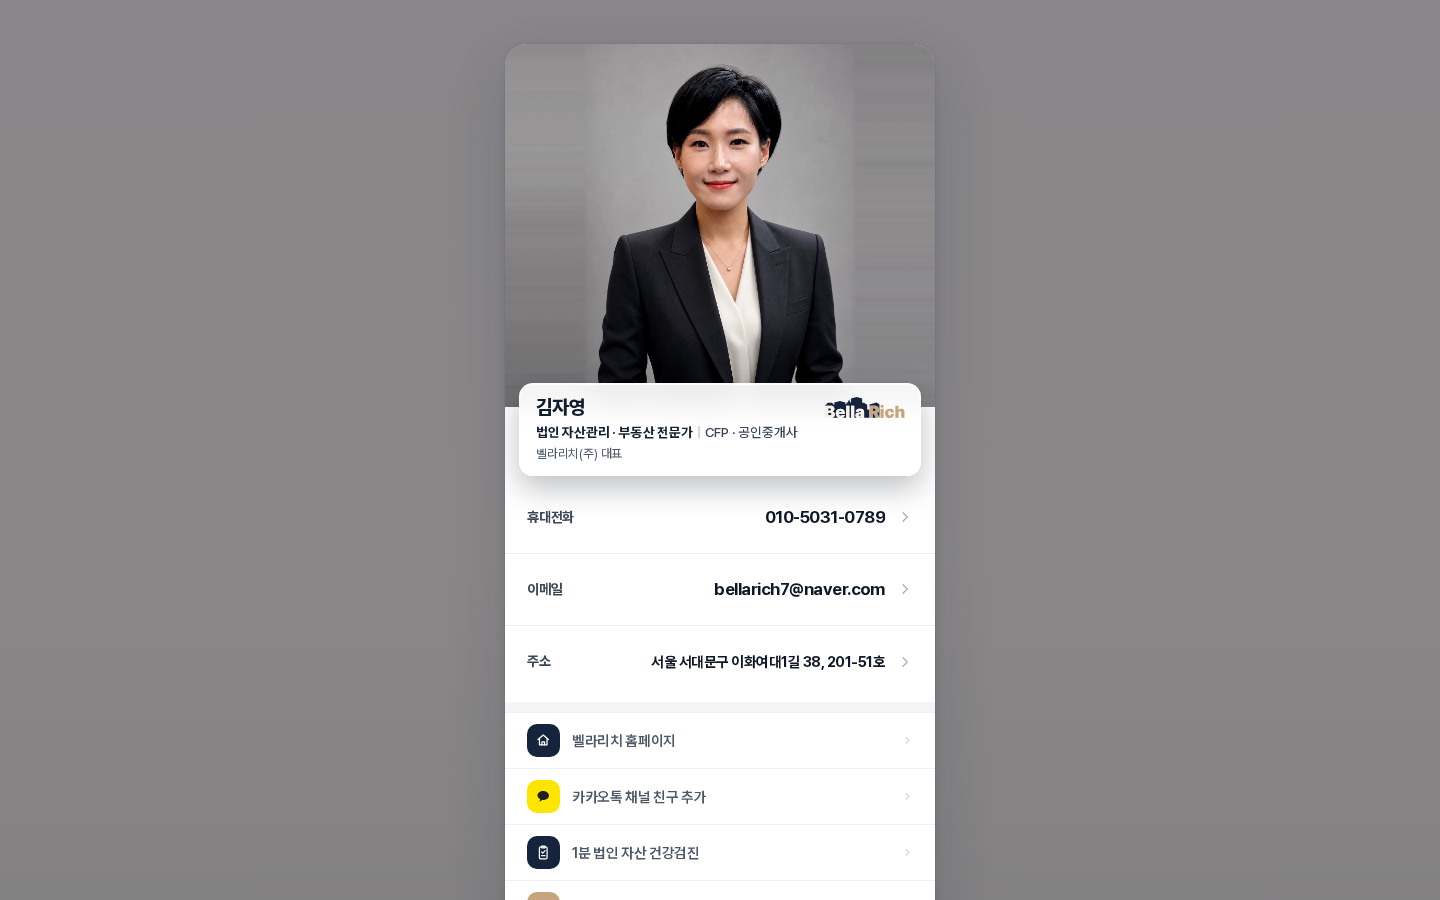 김자영
Bella Rich
법인 자산관리 · 부동산 전문가 | CFP · 공인중개사
벨라리치(주) 대표
휴대전화 010-5031-0789
이메일 bellarich7@naver.com
주소 서울 서대문구 이화여대1길 38, 201-51호
벨라리치 홈페이지
카카오톡 채널 친구 추가
1분 법인 자산 건강검진